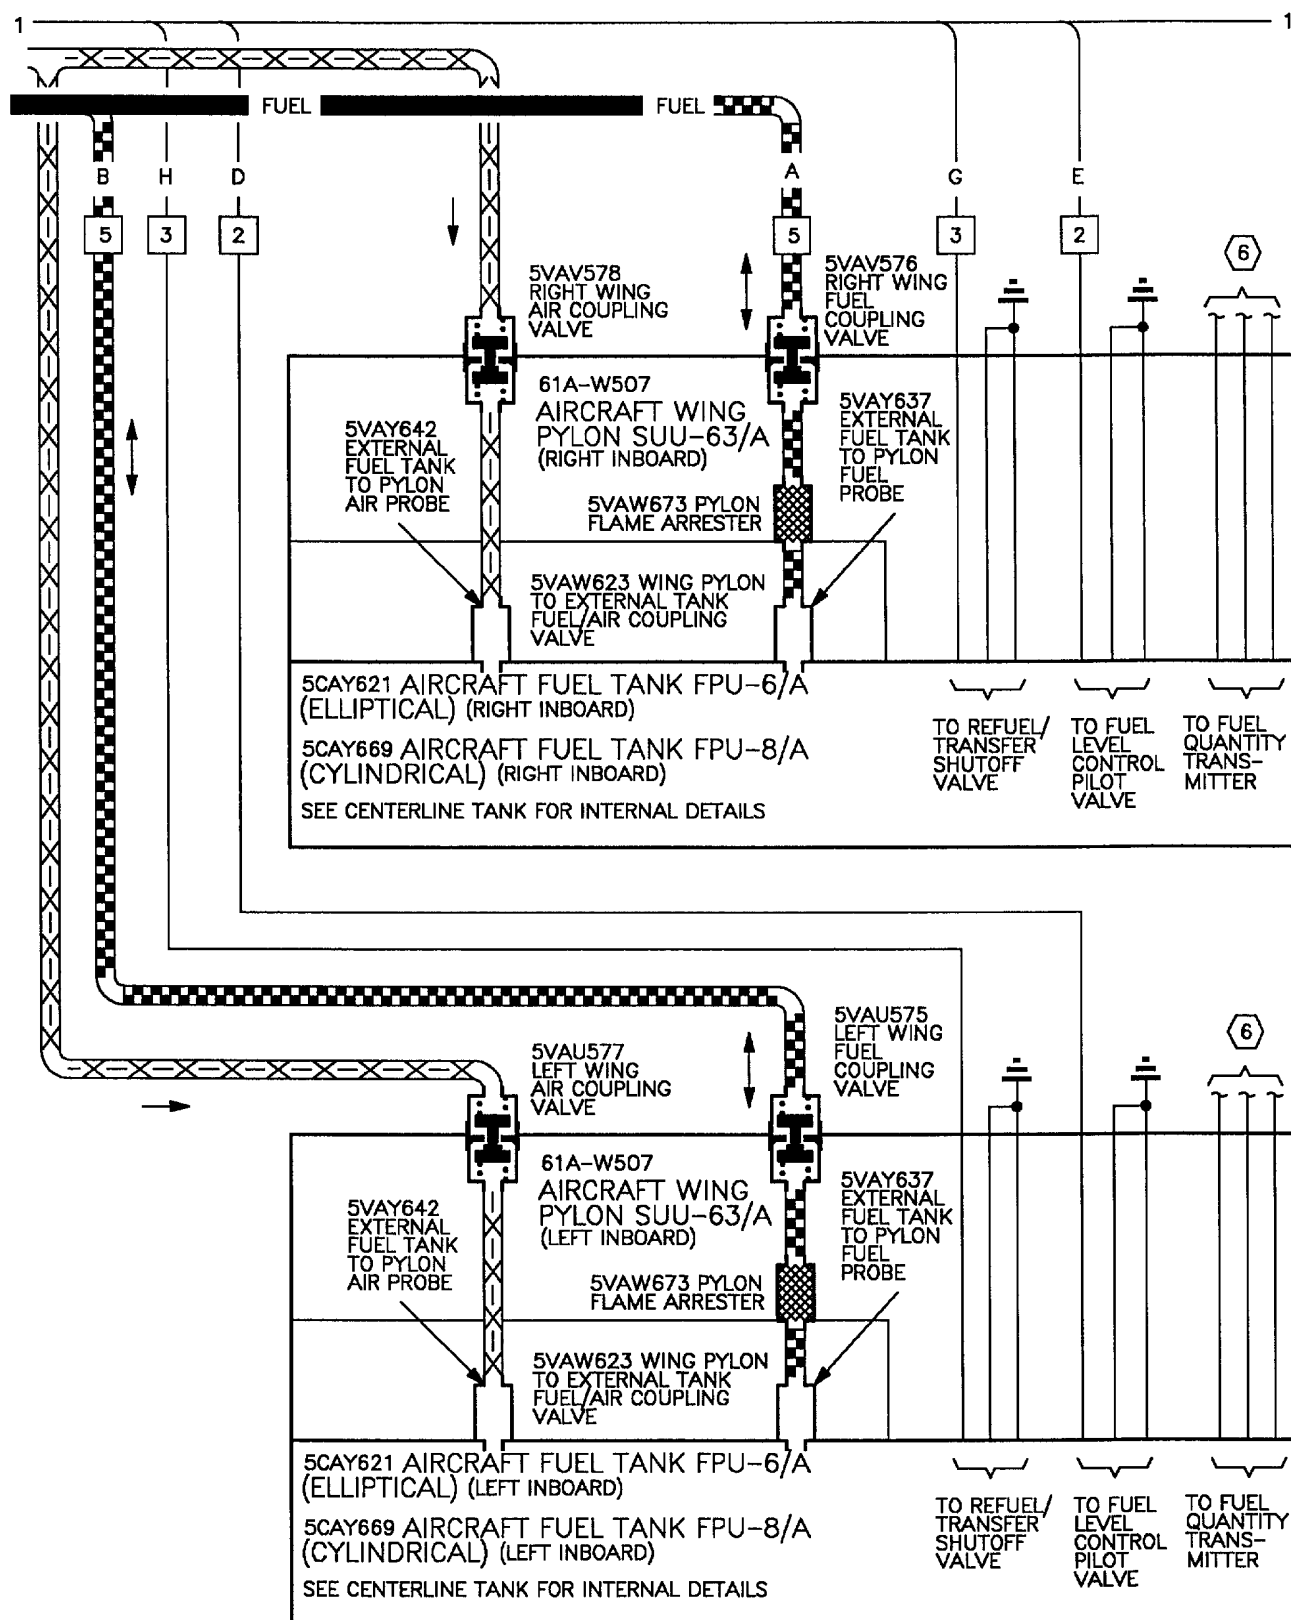 1 1
FUEL FUEL
B H D A G E
5 3 2 5 3 2 6
5VAV578
RIGHT WING
AIR COUPLING
VALVE
5VAV576
RIGHT WING
FUEL
COUPLING
VALVE
61A-W507
AIRCRAFT WING
PYLON SUU-63/A
(RIGHT INBOARD)
5VAY642
EXTERNAL
FUEL TANK
TO PYLON
AIR PROBE
5VAY637
EXTERNAL
FUEL TANK
TO PYLON
FUEL
PROBE
5VAW673 PYLON
FLAME ARRESTER
5VAW623 WING PYLON
TO EXTERNAL TANK
FUEL/AIR COUPLING
VALVE
5CAY621 AIRCRAFT FUEL TANK FPU-6/A
(ELLIPTICAL) (RIGHT INBOARD)
5CAY669 AIRCRAFT FUEL TANK FPU-8/A
(CYLINDRICAL) (RIGHT INBOARD)
SEE CENTERLINE TANK FOR INTERNAL DETAILS
TO REFUEL/
TRANSFER
SHUTOFF
VALVE
TO FUEL
LEVEL
CONTROL
PILOT
VALVE
TO FUEL
QUANTITY
TRANS-
MITTER
5VAU577
LEFT WING
AIR COUPLING
VALVE
5VAU575
LEFT WING
FUEL
COUPLING
VALVE
6
61A-W507
AIRCRAFT WING
PYLON SUU-63/A
(LEFT INBOARD)
5VAY642
EXTERNAL
FUEL TANK
TO PYLON
AIR PROBE
5VAY637
EXTERNAL
FUEL TANK
TO PYLON
FUEL
PROBE
5VAW673 PYLON
FLAME ARRESTER
5VAW623 WING PYLON
TO EXTERNAL TANK
FUEL/AIR COUPLING
VALVE
5CAY621 AIRCRAFT FUEL TANK FPU-6/A
(ELLIPTICAL) (LEFT INBOARD)
5CAY669 AIRCRAFT FUEL TANK FPU-8/A
(CYLINDRICAL) (LEFT INBOARD)
SEE CENTERLINE TANK FOR INTERNAL DETAILS
TO REFUEL/
TRANSFER
SHUTOFF
VALVE
TO FUEL
LEVEL
CONTROL
PILOT
VALVE
TO FUEL
QUANTITY
TRANS-
MITTER